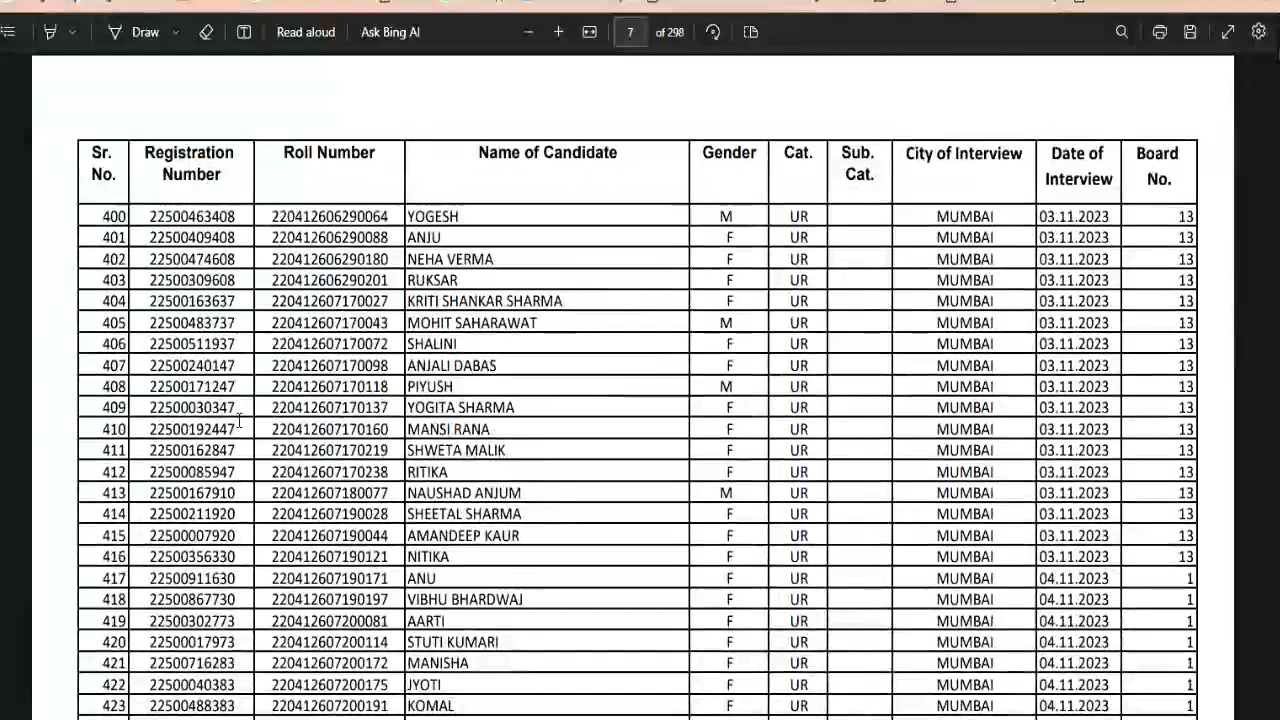 Draw Read aloud Ask Bing AI 7 of 298
Sr. No. Registration Number Roll Number Name of Candidate Gender Cat. Sub. Cat. City of Interview Date of Interview Board No.
400 22500463408 220412606290064 YOGESH M UR MUMBAI 03.11.2023 13
401 22500409408 220412606290088 ANJU F UR MUMBAI 03.11.2023 13
402 22500474608 220412606290180 NEHA VERMA F UR MUMBAI 03.11.2023 13
403 22500309608 220412606290201 RUKSAR F UR MUMBAI 03.11.2023 13
404 22500163637 220412607170027 KRITI SHANKAR SHARMA F UR MUMBAI 03.11.2023 13
405 22500483737 220412607170043 MOHIT SAHARAWAT M UR MUMBAI 03.11.2023 13
406 22500511937 220412607170072 SHALINI F UR MUMBAI 03.11.2023 13
407 22500240147 220412607170098 ANJALI DABAS F UR MUMBAI 03.11.2023 13
408 22500171247 220412607170118 PIYUSH M UR MUMBAI 03.11.2023 13
409 22500030347 220412607170137 YOGITA SHARMA F UR MUMBAI 03.11.2023 13
410 22500192447 220412607170160 MANSI RANA F UR MUMBAI 03.11.2023 13
411 22500162847 220412607170219 SHWETA MALIK F UR MUMBAI 03.11.2023 13
412 22500085947 220412607170238 RITIKA F UR MUMBAI 03.11.2023 13
413 22500167910 220412607180077 NAUSHAD ANJUM M UR MUMBAI 03.11.2023 13
414 22500211920 220412607190028 SHEETAL SHARMA F UR MUMBAI 03.11.2023 13
415 22500007920 220412607190044 AMANDEEP KAUR F UR MUMBAI 03.11.2023 13
416 22500356330 220412607190121 NITIKA F UR MUMBAI 03.11.2023 13
417 22500911630 220412607190171 ANU F UR MUMBAI 04.11.2023 1
418 22500867730 220412607190197 VIBHU BHARDWAJ F UR MUMBAI 04.11.2023 1
419 22500302773 220412607200081 AARTI F UR MUMBAI 04.11.2023 1
420 22500017973 220412607200114 STUTI KUMARI F UR MUMBAI 04.11.2023 1
421 22500716283 220412607200172 MANISHA F UR MUMBAI 04.11.2023 1
422 22500040383 220412607200175 JYOTI F UR MUMBAI 04.11.2023 1
423 22500488383 220412607200191 KOMAL F UR MUMBAI 04.11.2023 1